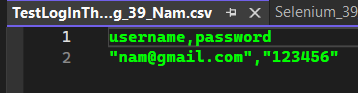 TestLogInTh...g_39_Nam.csv Selenium_39
1 username,password
2 "nam@gmail.com","123456"